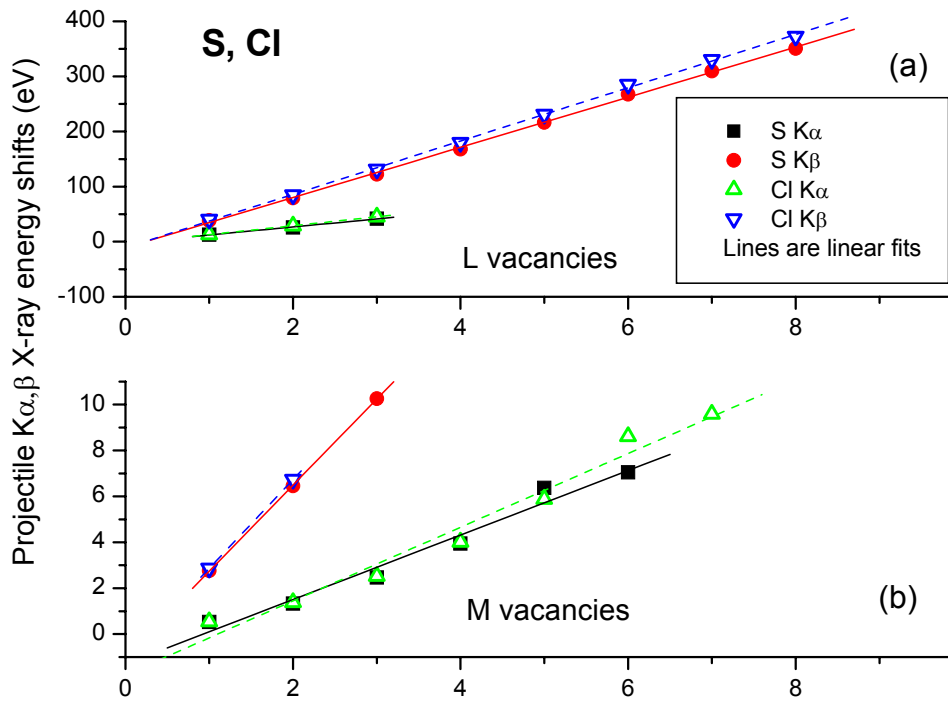 Projectile Kα,β X-ray energy shifts (eV)
S, Cl
(a)
400
300
200
100
0
-100
S Kα
S Kβ
Cl Kα
Cl Kβ
Lines are linear fits
L vacancies
0 2 4 6 8
10
8
6
4
2
0
M vacancies
(b)
0 2 4 6 8